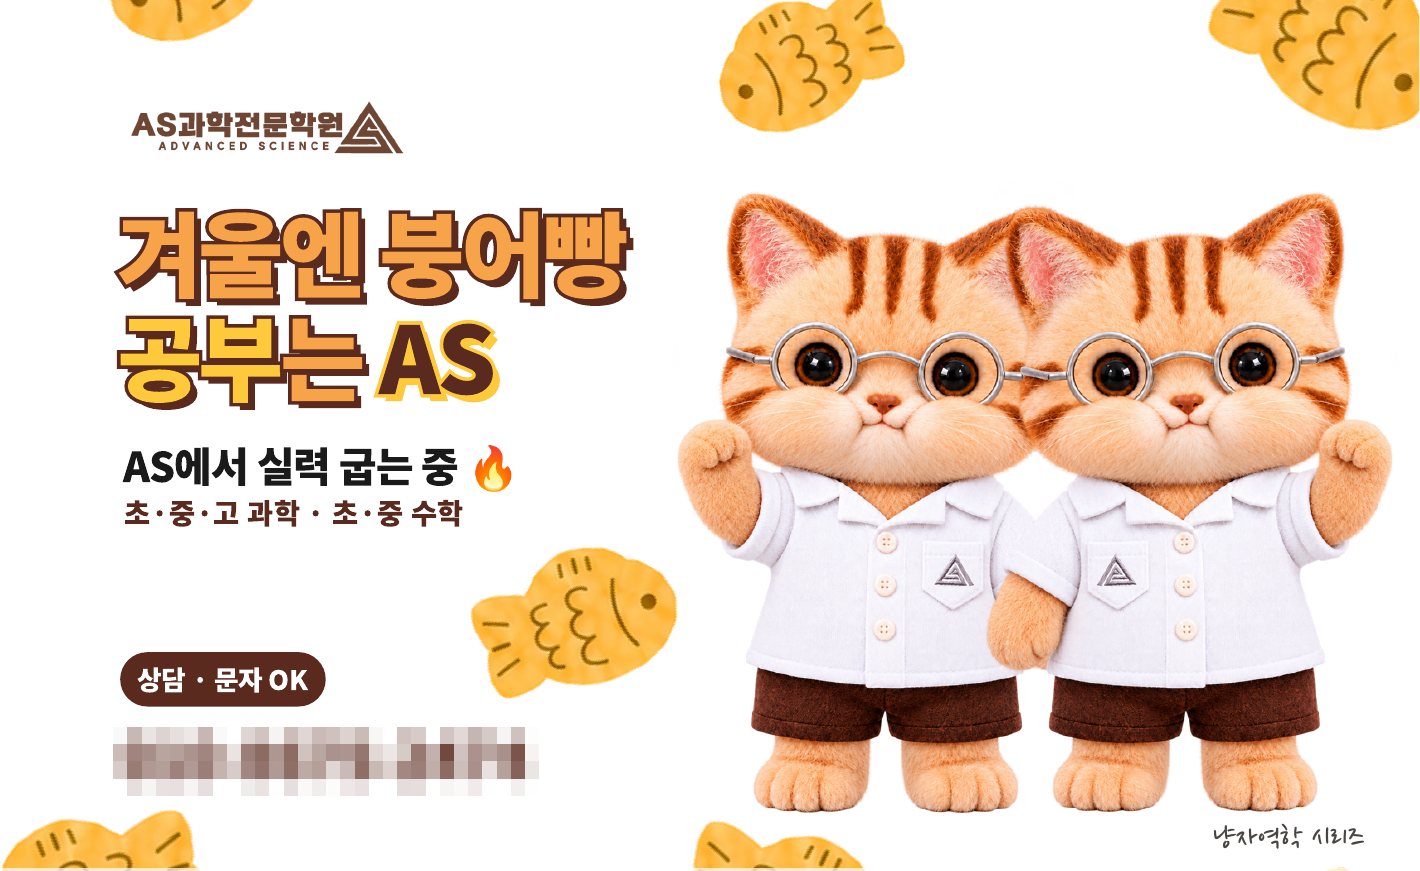 AS과학전문학원
ADVANCED SCIENCE
겨울엔 붕어빵
공부는 AS
AS에서 실력 굽는 중 🔥
초·중·고 과학 · 초·중 수학
상담 · 문자 OK
냥자역학 시리즈